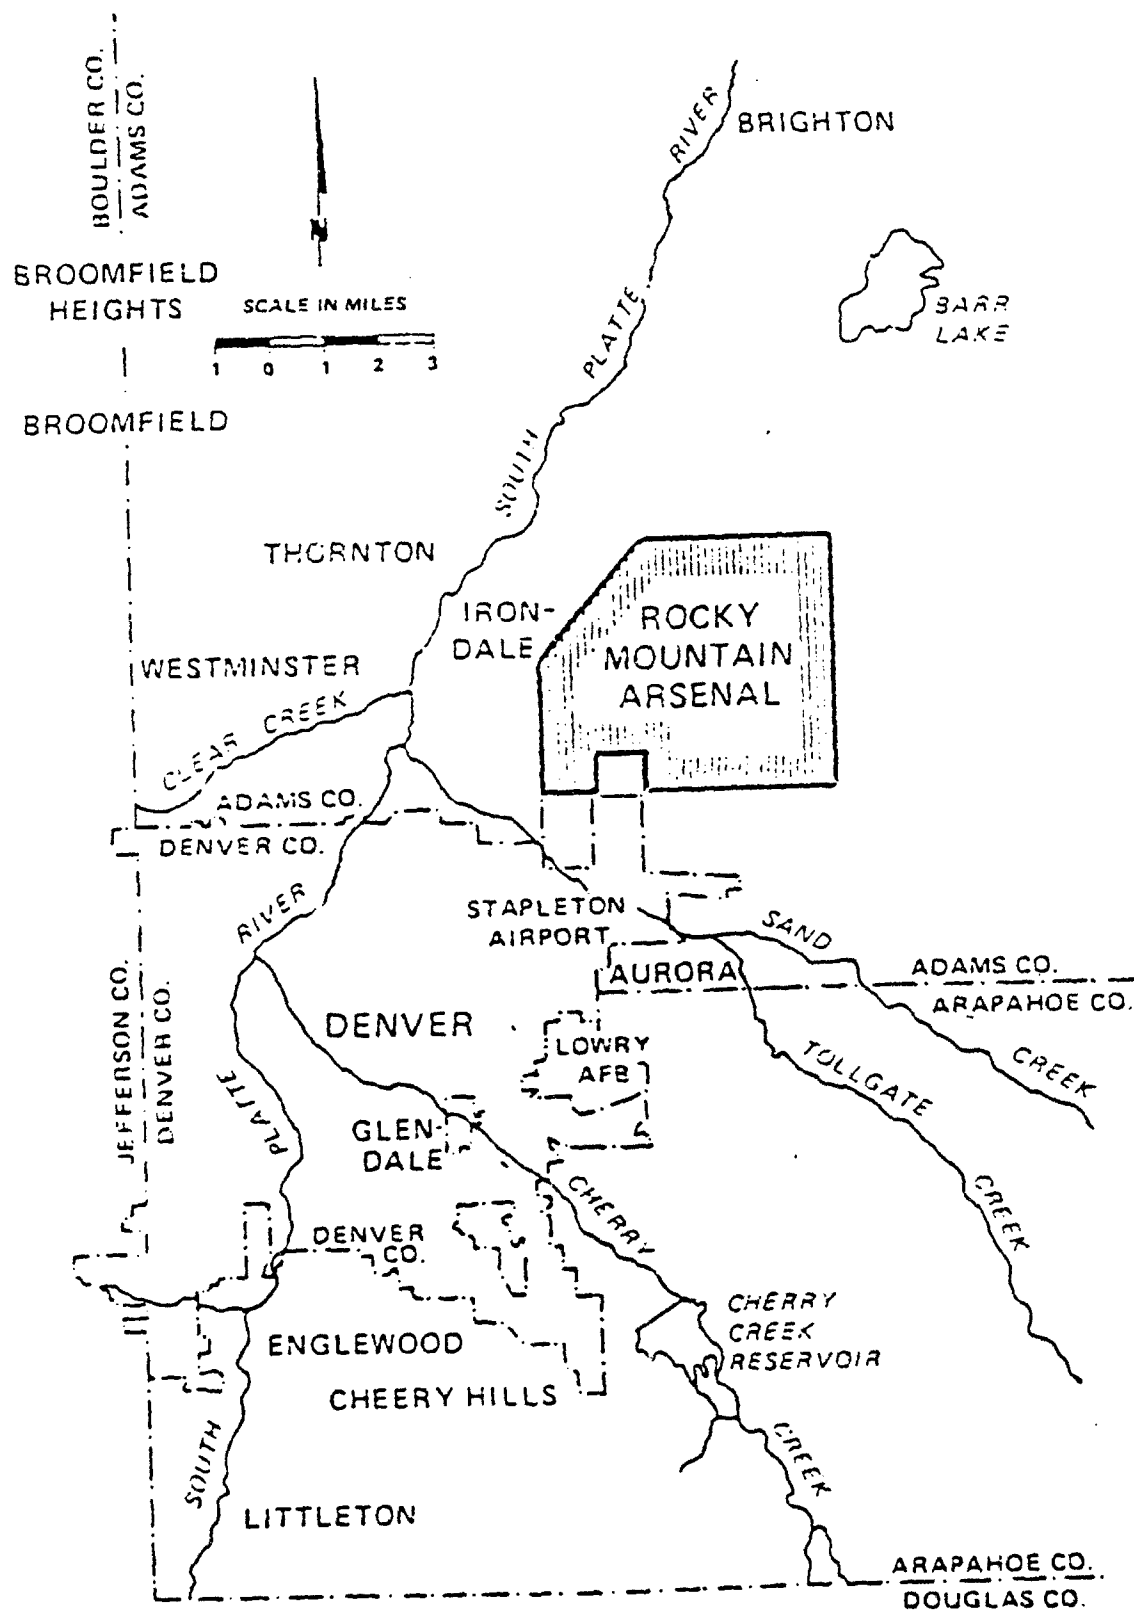 BOULDER CO.
ADAMS CO.
RIVER
BRIGHTON
N
BROOMFIELD
HEIGHTS
SCALE IN MILES
1 0 1 2 3
PLATTE
BARR
LAKE
BROOMFIELD
SOUTH
THORNTON
IRON-
DALE
ROCKY
MOUNTAIN
ARSENAL
WESTMINSTER
CLEAR CREEK
ADAMS CO.
DENVER CO.
RIVER
STAPLETON
AIRPORT
SAND
AURORA
ADAMS CO.
ARAPAHOE CO.
JEFFERSON CO.
DENVER CO.
DENVER
LOWRY
AFB
CREEK
TOLLGATE
PLATTE
GLEN-
DALE
CHERRY
CREEK
DENVER
CO.
CHERRY
CREEK
RESERVOIR
ENGLEWOOD
CHEERY HILLS
SOUTH
CREEK
LITTLETON
ARAPAHOE CO.
DOUGLAS CO.